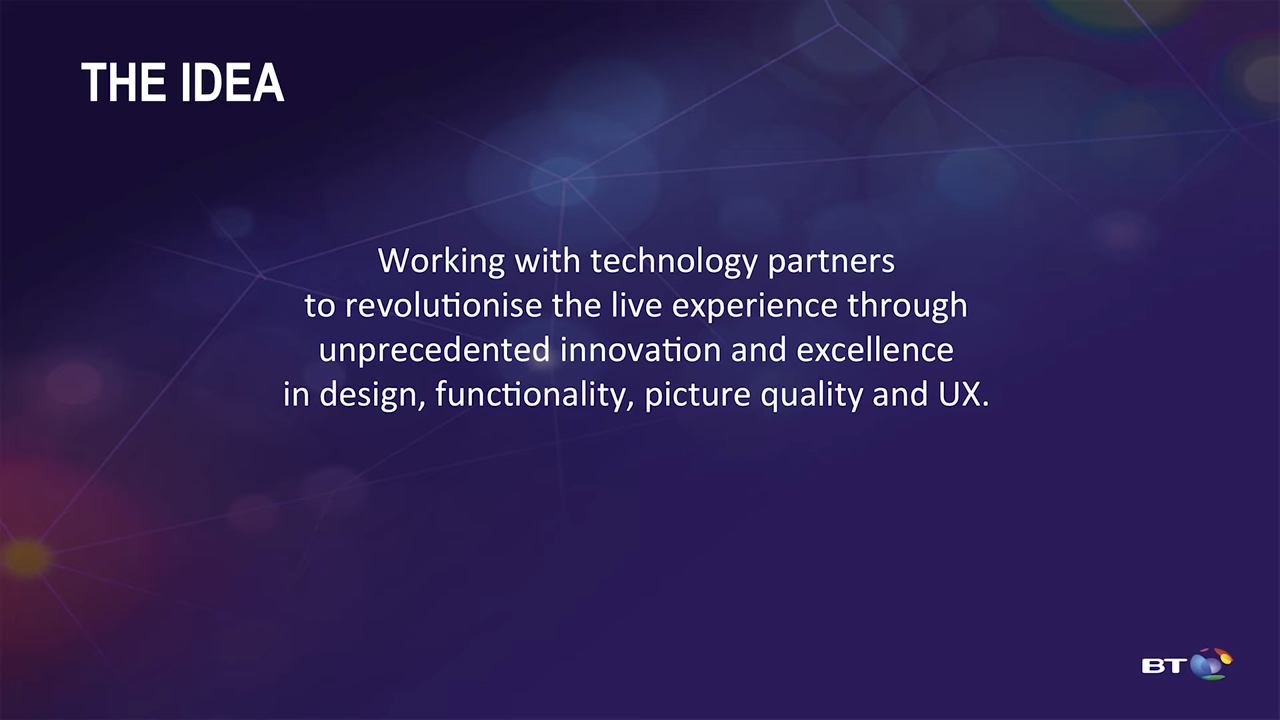 THE IDEA
Working with technology partners
to revolutionise the live experience through
unprecedented innovation and excellence
in design, functionality, picture quality and UX.
BT